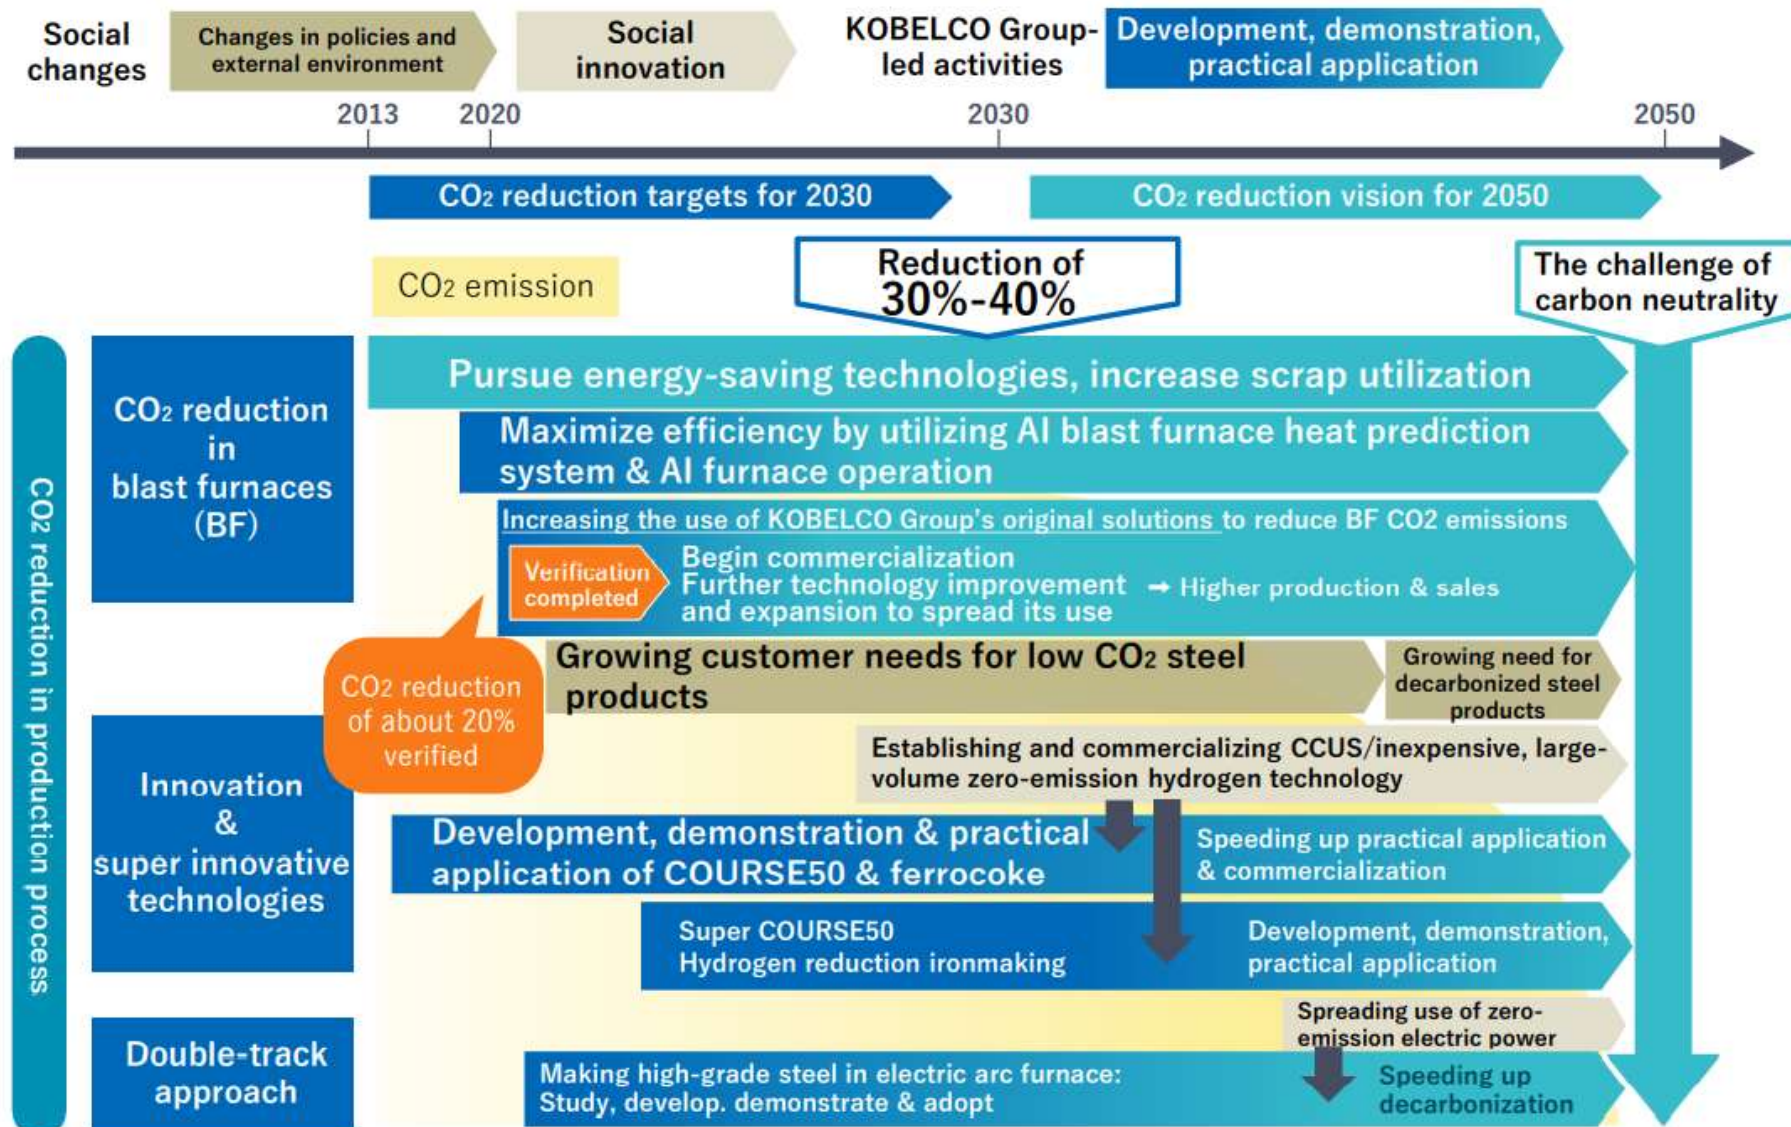 Social
changes
Changes in policies and
external environment
Social
innovation
KOBELCO Group-
led activities
Development, demonstration,
practical application
2013
2020
2030
2050
CO2 reduction targets for 2030
CO2 reduction vision for 2050
CO2 emission
Reduction of
30%-40%
The challenge of
carbon neutrality
CO2 reduction in production process
CO2 reduction
in
blast furnaces
(BF)
Pursue energy-saving technologies, increase scrap utilization
Maximize efficiency by utilizing AI blast furnace heat prediction
system & AI furnace operation
Increasing the use of KOBELCO Group's original solutions to reduce BF CO2 emissions
Verification
completed
Begin commercialization
Further technology improvement
and expansion to spread its use
→ Higher production & sales
CO2 reduction
of about 20%
verified
Growing customer needs for low CO2 steel
products
Growing need for
decarbonized steel
products
Innovation
&
super innovative
technologies
Establishing and commercializing CCUS/inexpensive, large-
volume zero-emission hydrogen technology
Development, demonstration & practical
application of COURSE50 & ferrocoke
Speeding up practical application
& commercialization
Super COURSE50
Hydrogen reduction ironmaking
Development, demonstration,
practical application
Double-track
approach
Spreading use of zero-
emission electric power
Making high-grade steel in electric arc furnace:
Study, develop. demonstrate & adopt
Speeding up
decarbonization